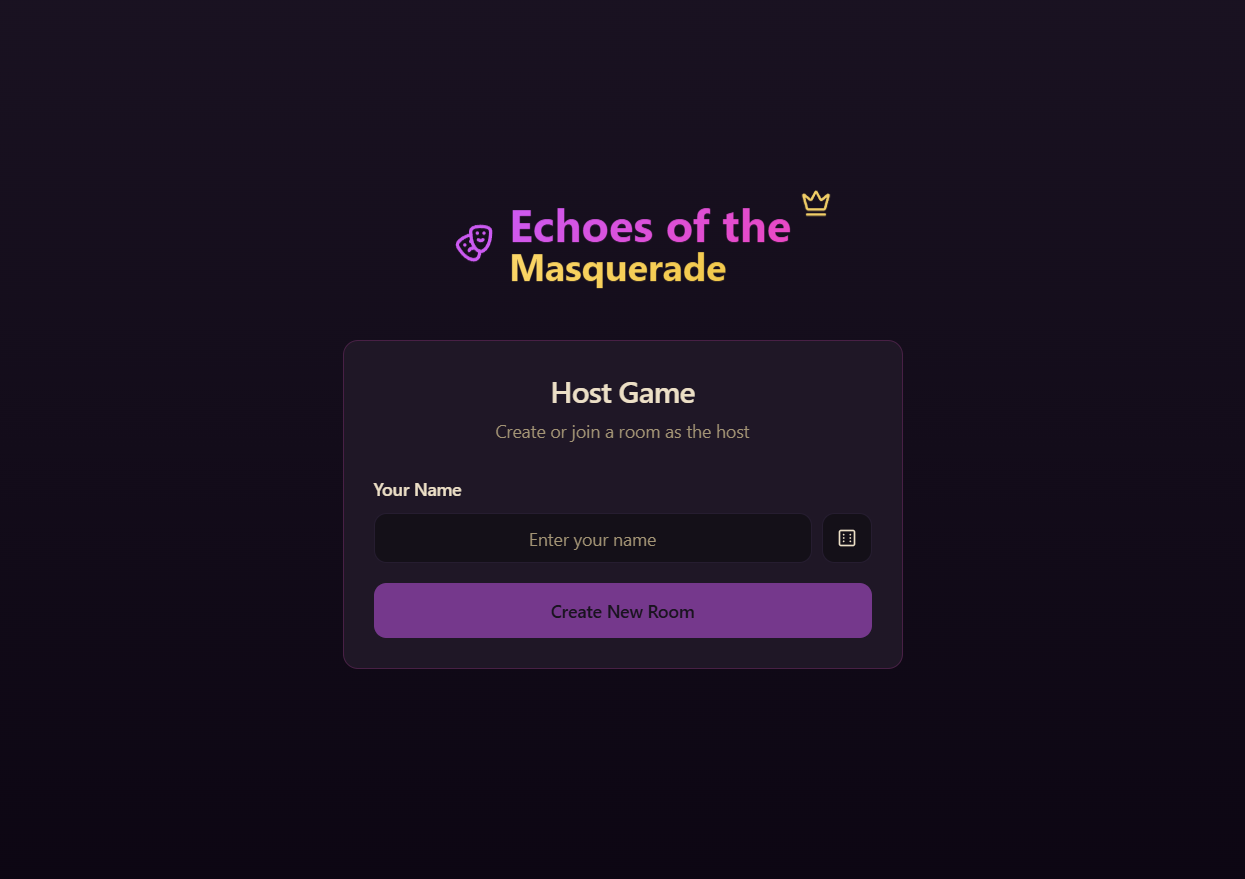 Echoes of the
Masquerade
Host Game
Create or join a room as the host
Your Name
Enter your name
Create New Room